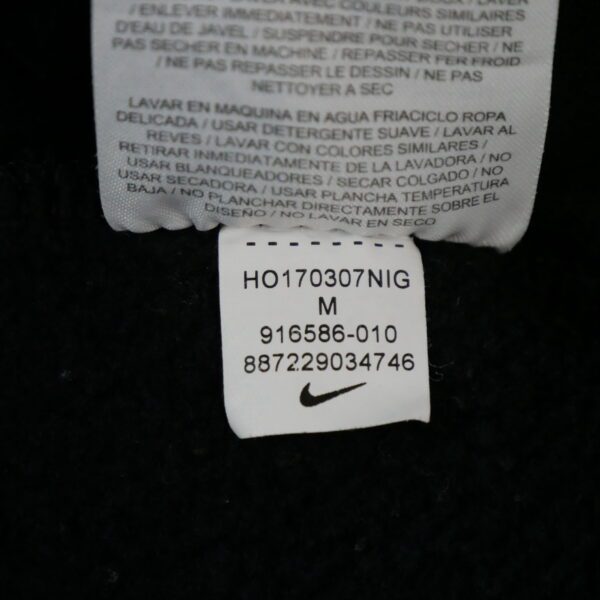 AVEC COULEURS SIMILAIRES
/ ENLEVER IMMEDIATEMENT / NE PAS UTILISER
D'EAU DE JAVEL / SUSPENDRE POUR SECHER / NE
PAS SECHER EN MACHINE / REPASSER FER FROID
/ NE PAS REPASSER LE DESSIN / NE PAS
NETTOYER A SEC
LAVAR EN MAQUINA EN AGUA FRIACICLO ROPA
DELICADA / USAR DETERGENTE SUAVE / LAVAR AL
REVES / LAVAR CON COLORES SIMILARES /
RETIRAR INMEDIATAMENTE DE LA LAVADORA / NO
USAR BLANQUEADORES / SECAR COLGADO / NO
USAR SECADORA / USAR PLANCHA TEMPERATURA
BAJA / NO PLANCHAR DIRECTAMENTE SOBRE EL
DISEÑO / NO LAVAR EN SECO
HO170307NIG
M
916586-010
887229034746